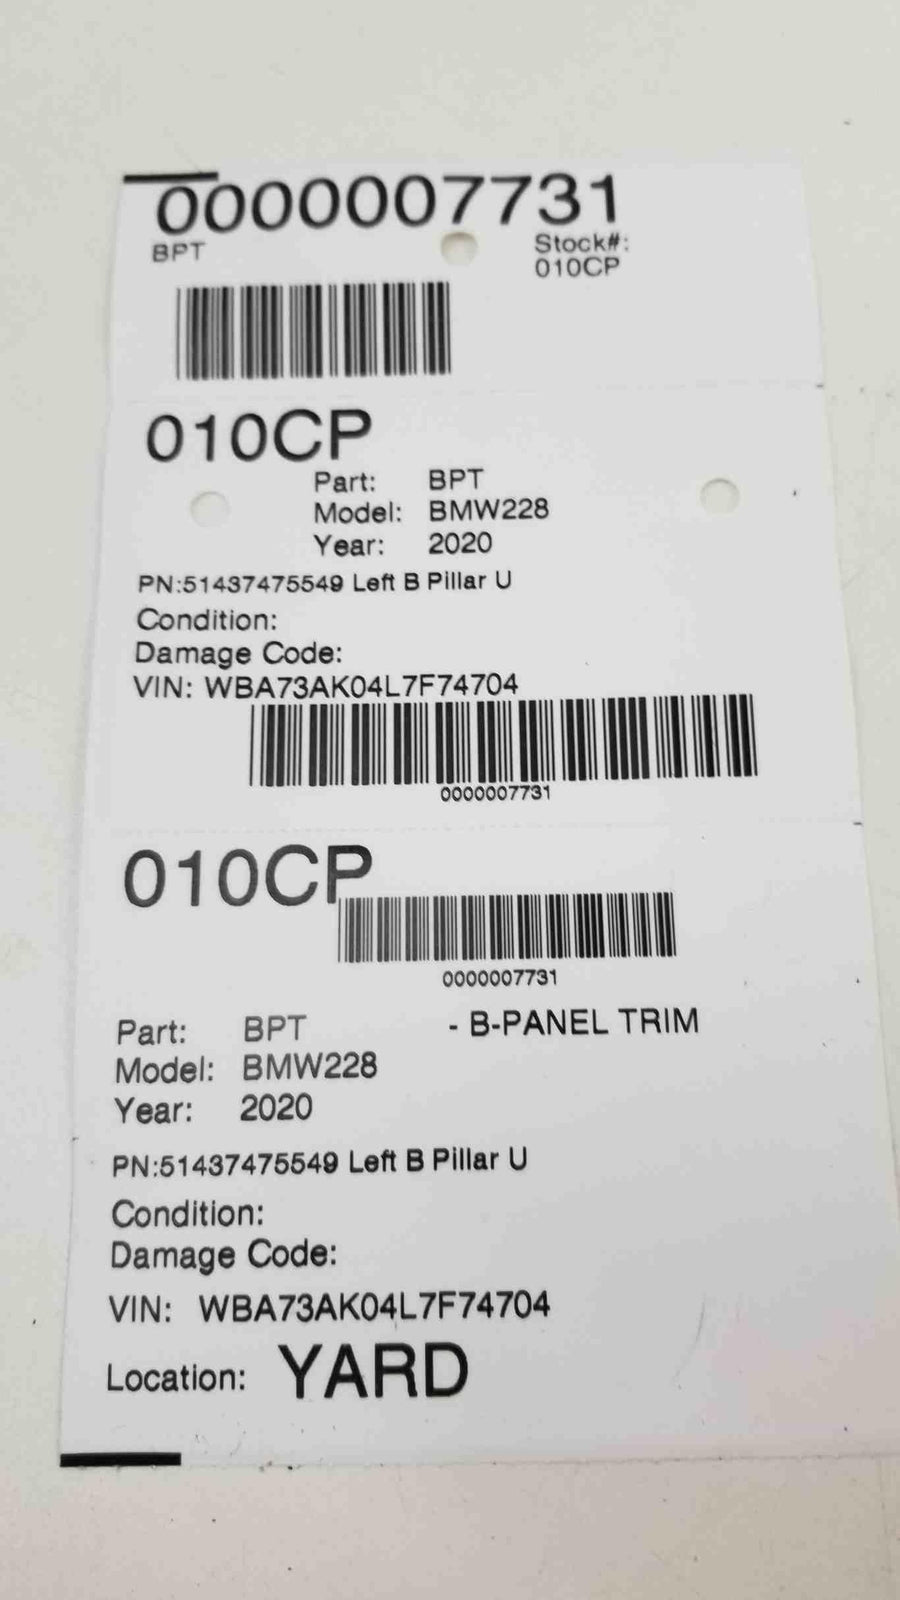 0000007731
BPT
Stock#:
010CP
010CP
Part: BPT
Model: BMW228
Year: 2020
PN:51437475549 Left B Pillar U
Condition:
Damage Code:
VIN: WBA73AK04L7F74704
0000007731
010CP
0000007731
Part: BPT - B-PANEL TRIM
Model: BMW228
Year: 2020
PN:51437475549 Left B Pillar U
Condition:
Damage Code:
VIN: WBA73AK04L7F74704
Location: YARD